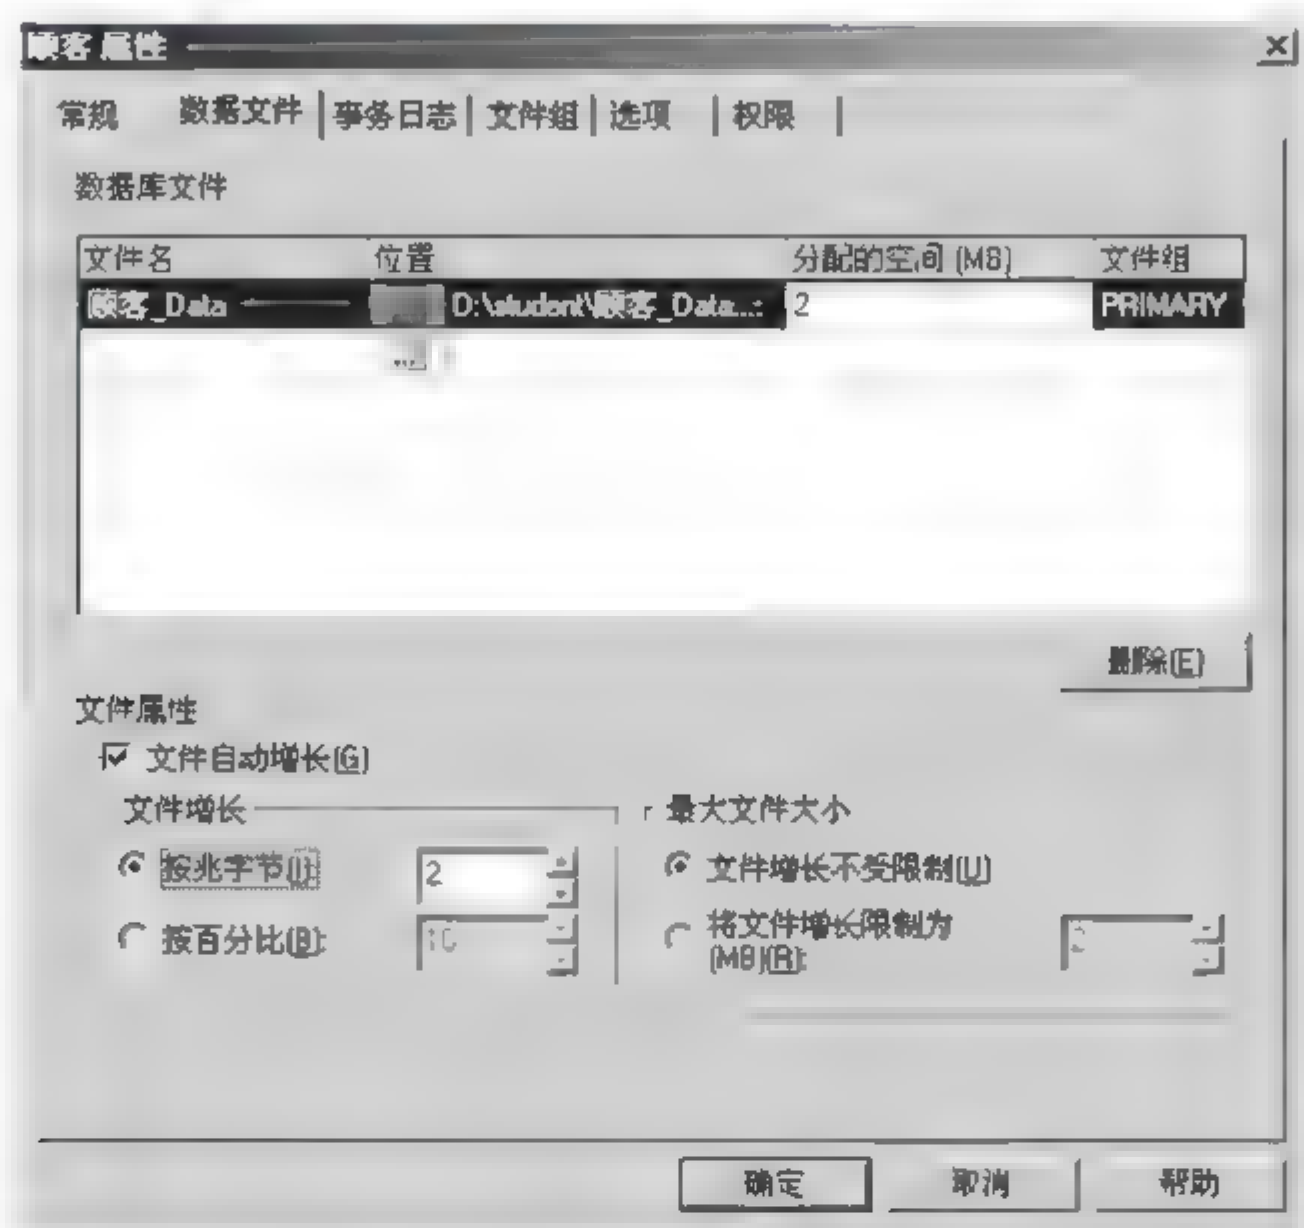 顾客 属性
常规 数据文件 事务日志 文件组 选项 权限
数据库文件
文件名 位置 分配的空间 (MB) 文件组
顾客_Data ... D:\student\顾客_Data...: 2 PRIMARY
...
删除(E)
文件属性
文件自动增长(G)
文件增长 最大文件大小
按兆字节(I): 2 文件增长不受限制(U)
按百分比(B): 10 将文件增长限制为
(MB)(R):
确定 取消 帮助